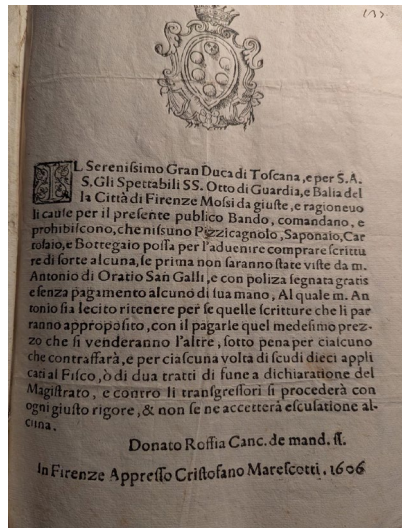 IL Sereniſſimo Gran Duca di Toſcana, e per S.A.
S. Gli Spettabili SS. Otto di Guardia, e Balia del
la Città di Firenze Moſſi da giuſte, e ragioneuo
li cauſe per il preſente publico Bando, comandano, e
prohibiſcono, che niſſuno Pizzicagnolo, Saponaio, Car
tolaio, e Bottegaio poſſa per l'aduenire comprare ſcrittu
re di ſorte alcuna, ſe prima non ſaranno ſtate viſte da m.
Antonio di Oratio San Galli, e con poliza ſegnata gratis
e ſenza pagamento alcuno di ſua mano, Al quale m. An
tonio ſia lecito ritenere per ſe quelle ſcritture che li par
ranno appropoſito, con il pagarle quel medeſimo prez-
zo che ſi venderanno l'altre, ſotto pena per ciaſcuno
che contraffarà, e per ciaſcuna volta di ſcudi dieci appli
cati al Fiſco, ò di due tratti di fune a dichiaratione del
Magiſtrato, e contro li tranſgreſſori ſi procederà con
ogni giuſto rigore, & non ſe ne accetterà eſcuſatione al-
cuna.
Donato Roffia Canc. de mand. ſſ.
In Firenze Appreſſo Criſtofano Mareſcotti. 1606